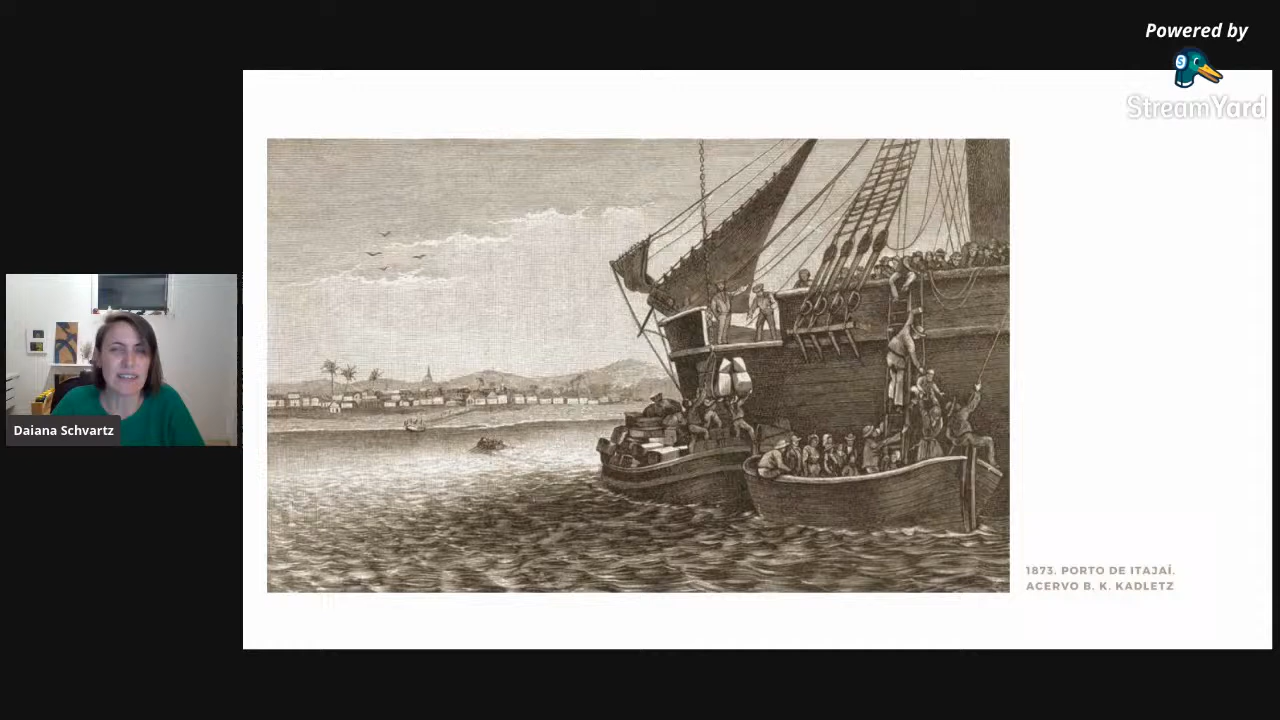 Powered by
StreamYard
Daiana Schvartz
1873. PORTO DE ITAJAÍ.
ACERVO B. K. KADLETZ